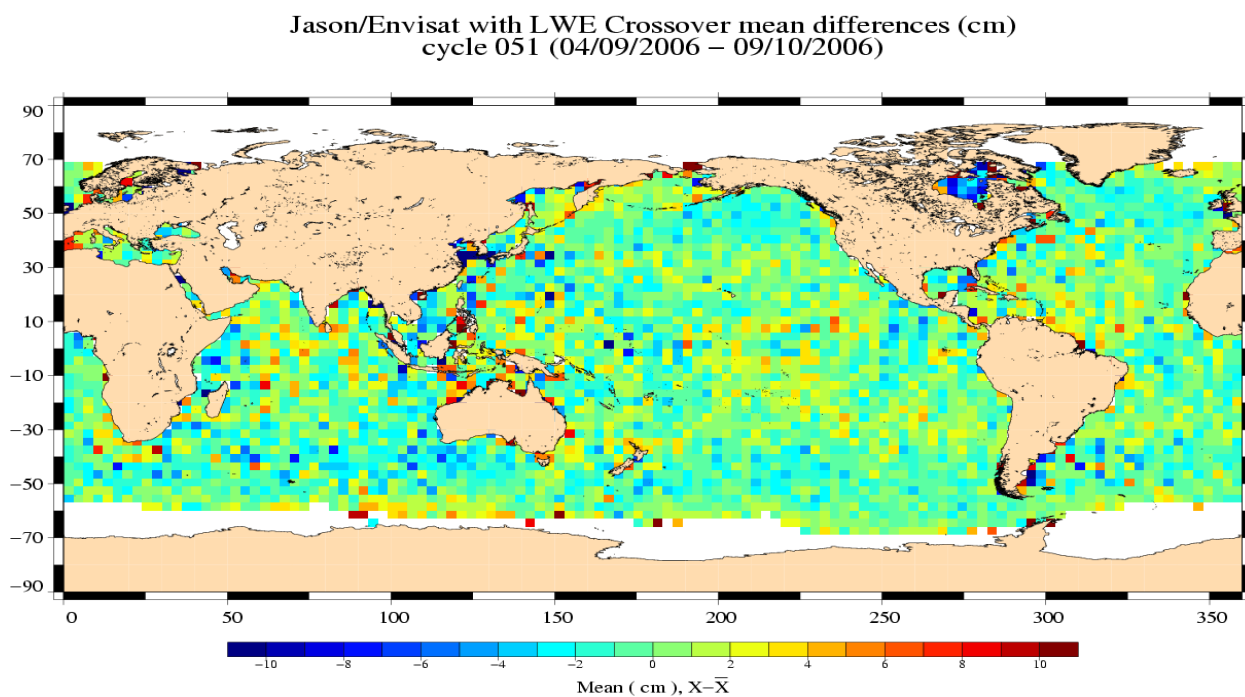 Jason/Envisat with LWE Crossover mean differences (cm)
cycle 051 (04/09/2006 − 09/10/2006)
90
70
50
30
10
−10
−30
−50
−70
−90
0 50 100 150 200 250 300 350
−10 −8 −6 −4 −2 0 2 4 6 8 10
Mean ( cm ), X−X̅